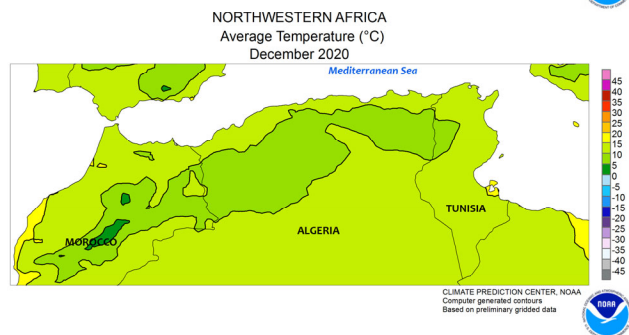 NORTHWESTERN AFRICA
Average Temperature (°C)
December 2020
Mediterranean Sea
45
40
35
30
25
20
15
10
5
0
-5
-10
-15
-20
-25
-30
-35
-40
-45
MOROCCO
ALGERIA
TUNISIA
CLIMATE PREDICTION CENTER, NOAA
Computer generated contours
Based on preliminary gridded data
NOAA